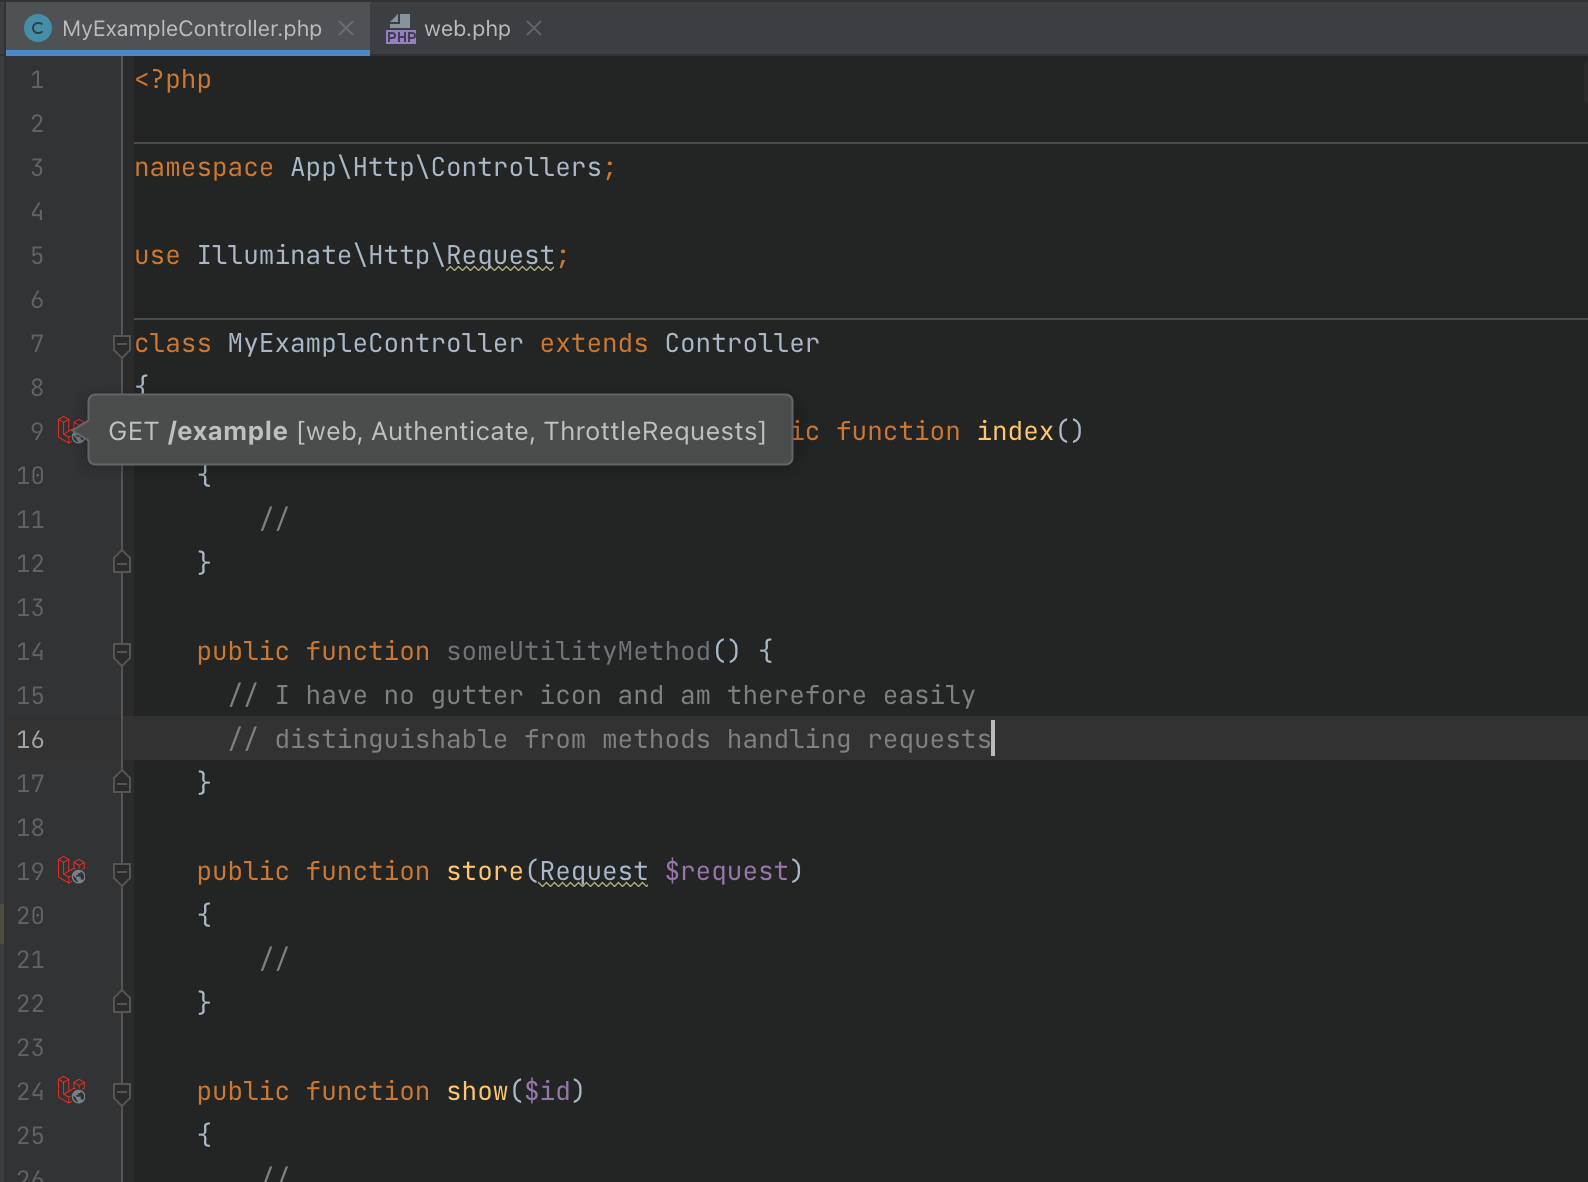 C MyExampleController.php PHP web.php
1 <?php
2
3 namespace App\Http\Controllers;
4
5 use Illuminate\Http\Request;
6
7 class MyExampleController extends Controller
8 {
9 GET /example [web, Authenticate, ThrottleRequests] ic function index()
10 {
11 //
12 }
13
14 public function someUtilityMethod() {
15 // I have no gutter icon and am therefore easily
16 // distinguishable from methods handling requests
17 }
18
19 public function store(Request $request)
20 {
21 //
22 }
23
24 public function show($id)
25 {
26 //